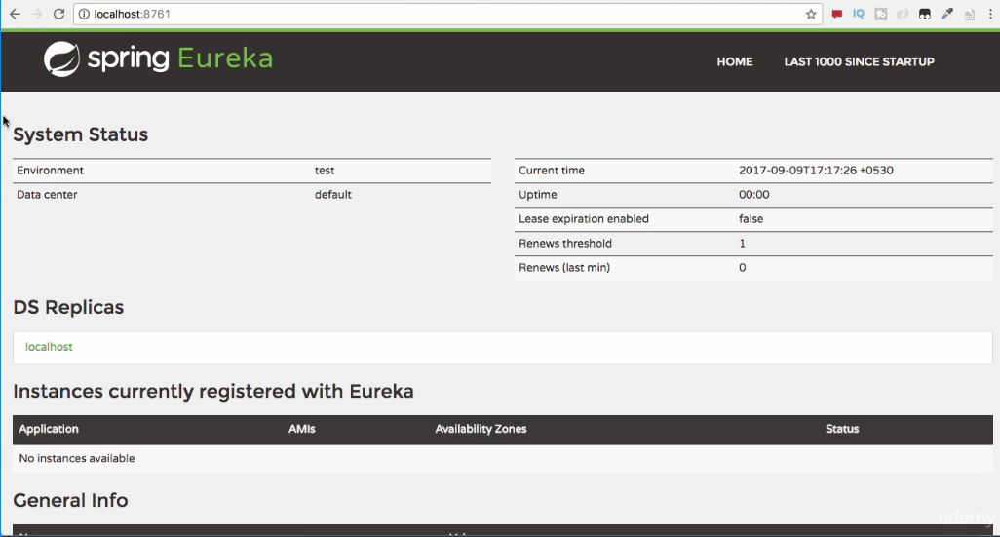 localhost:8761
IQ
spring Eureka
HOME LAST 1000 SINCE STARTUP
System Status
Environment test
Data center default
Current time 2017-09-09T17:17:26 +0530
Uptime 00:00
Lease expiration enabled false
Renews threshold 1
Renews (last min) 0
DS Replicas
localhost
Instances currently registered with Eureka
Application AMIs Availability Zones Status
No instances available
General Info
udemy